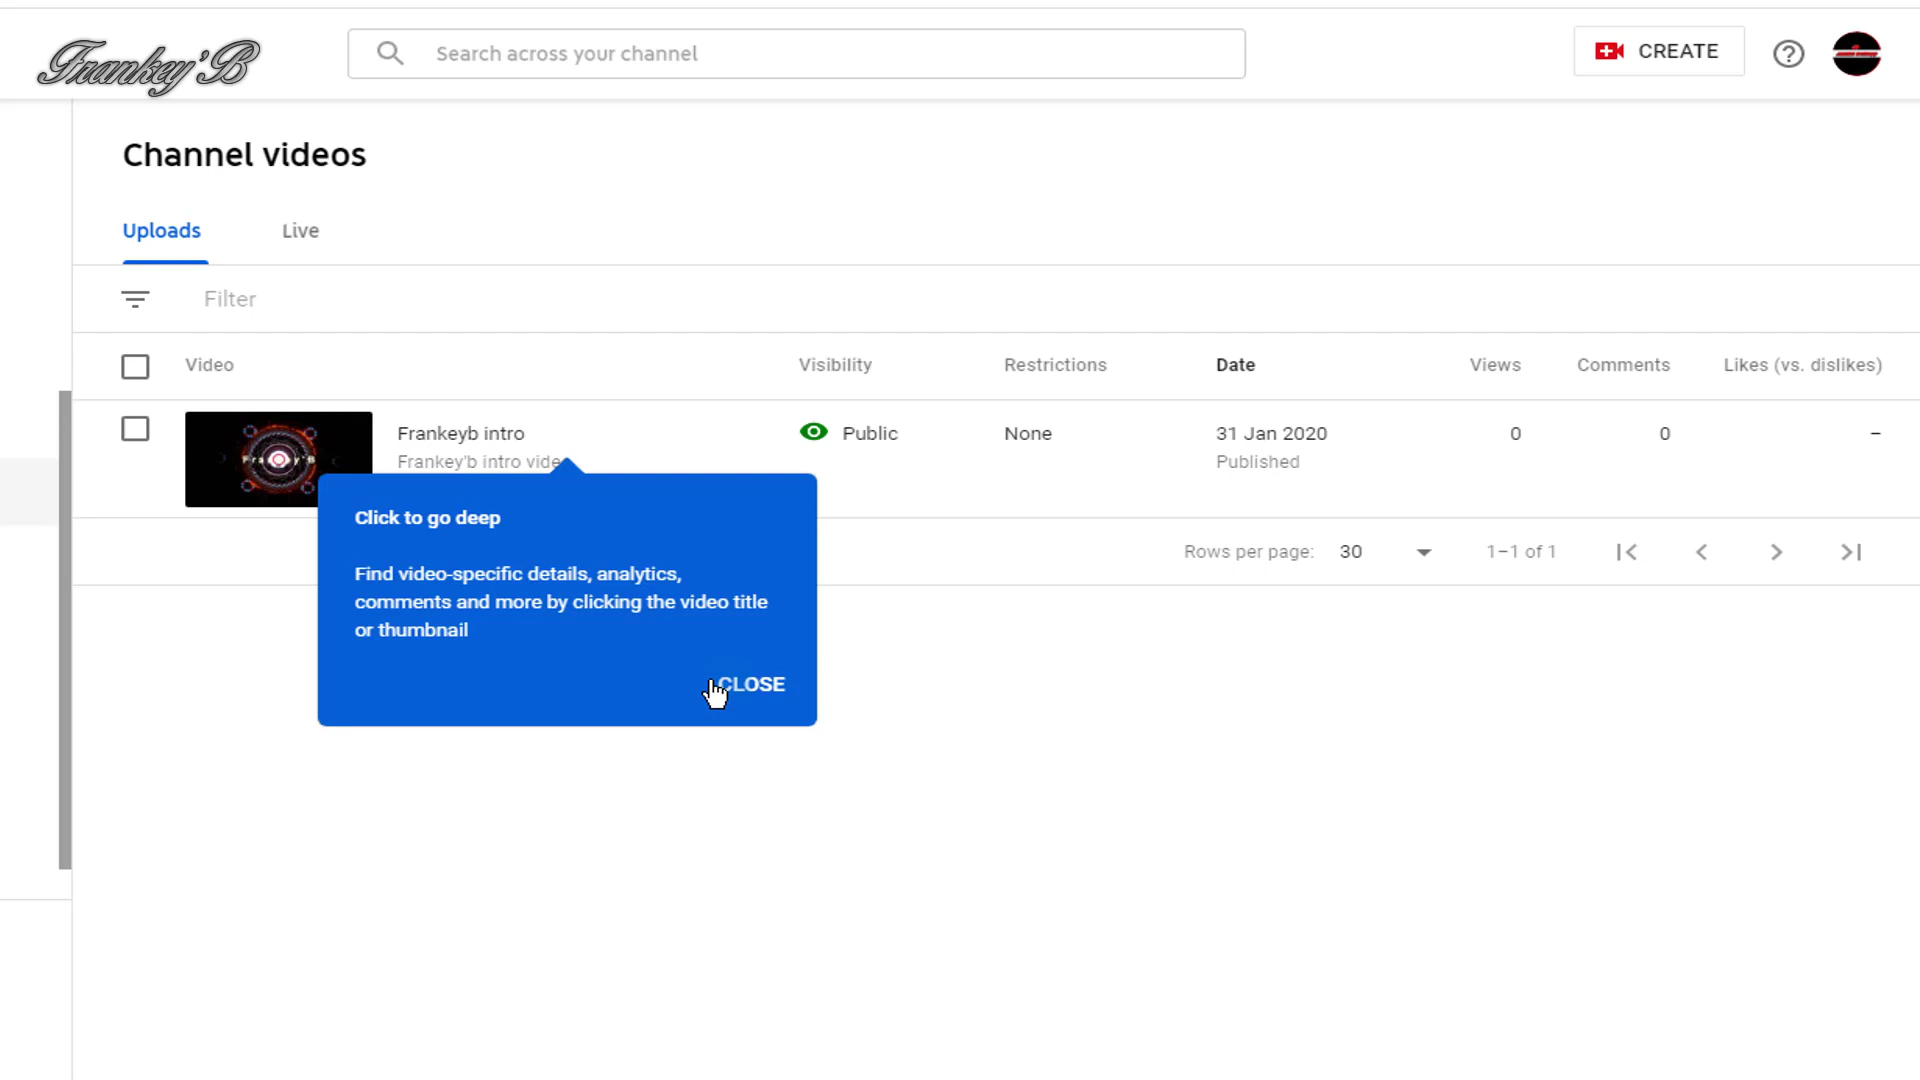 Frankey'B
Search across your channel
CREATE
Channel videos
Uploads Live
Filter
Video Visibility Restrictions Date Views Comments Likes (vs. dislikes)
Frankeyb intro Public None 31 Jan 2020 0 0 –
Frankey'b intro Published
Frankey'B
Click to go deep
Rows per page: 30 1–1 of 1
Find video-specific details, analytics,
comments and more by clicking the video title
or thumbnail
CLOSE